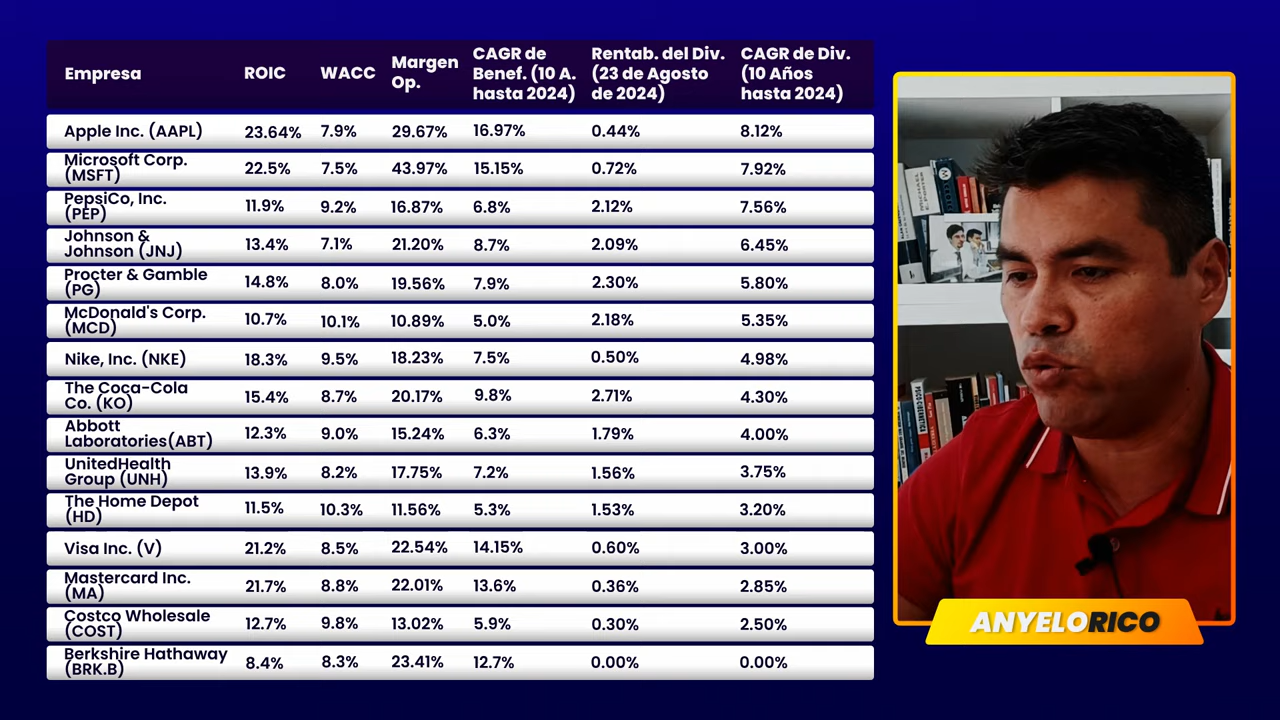 Empresa ROIC WACC Margen Op. CAGR de Benef. (10 A. hasta 2024) Rentab. del Div. (23 de Agosto de 2024) CAGR de Div. (10 Años hasta 2024)
Apple Inc. (AAPL) 23.64% 7.9% 29.67% 16.97% 0.44% 8.12%
Microsoft Corp. (MSFT) 22.5% 7.5% 43.97% 15.15% 0.72% 7.92%
PepsiCo, Inc. (PEP) 11.9% 9.2% 16.87% 6.8% 2.12% 7.56%
Johnson & Johnson (JNJ) 13.4% 7.1% 21.20% 8.7% 2.09% 6.45%
Procter & Gamble (PG) 14.8% 8.0% 19.56% 7.9% 2.30% 5.80%
McDonald's Corp. (MCD) 10.7% 10.1% 10.89% 5.0% 2.18% 5.35%
Nike, Inc. (NKE) 18.3% 9.5% 18.23% 7.5% 0.50% 4.98%
The Coca-Cola Co. (KO) 15.4% 8.7% 20.17% 9.8% 2.71% 4.30%
Abbott Laboratories(ABT) 12.3% 9.0% 15.24% 6.3% 1.79% 4.00%
UnitedHealth Group (UNH) 13.9% 8.2% 17.75% 7.2% 1.56% 3.75%
The Home Depot (HD) 11.5% 10.3% 11.56% 5.3% 1.53% 3.20%
Visa Inc. (V) 21.2% 8.5% 22.54% 14.15% 0.60% 3.00%
Mastercard Inc. (MA) 21.7% 8.8% 22.01% 13.6% 0.36% 2.85%
Costco Wholesale (COST) 12.7% 9.8% 13.02% 5.9% 0.30% 2.50%
Berkshire Hathaway (BRK.B) 8.4% 8.3% 23.41% 12.7% 0.00% 0.00%
ANYELORICO